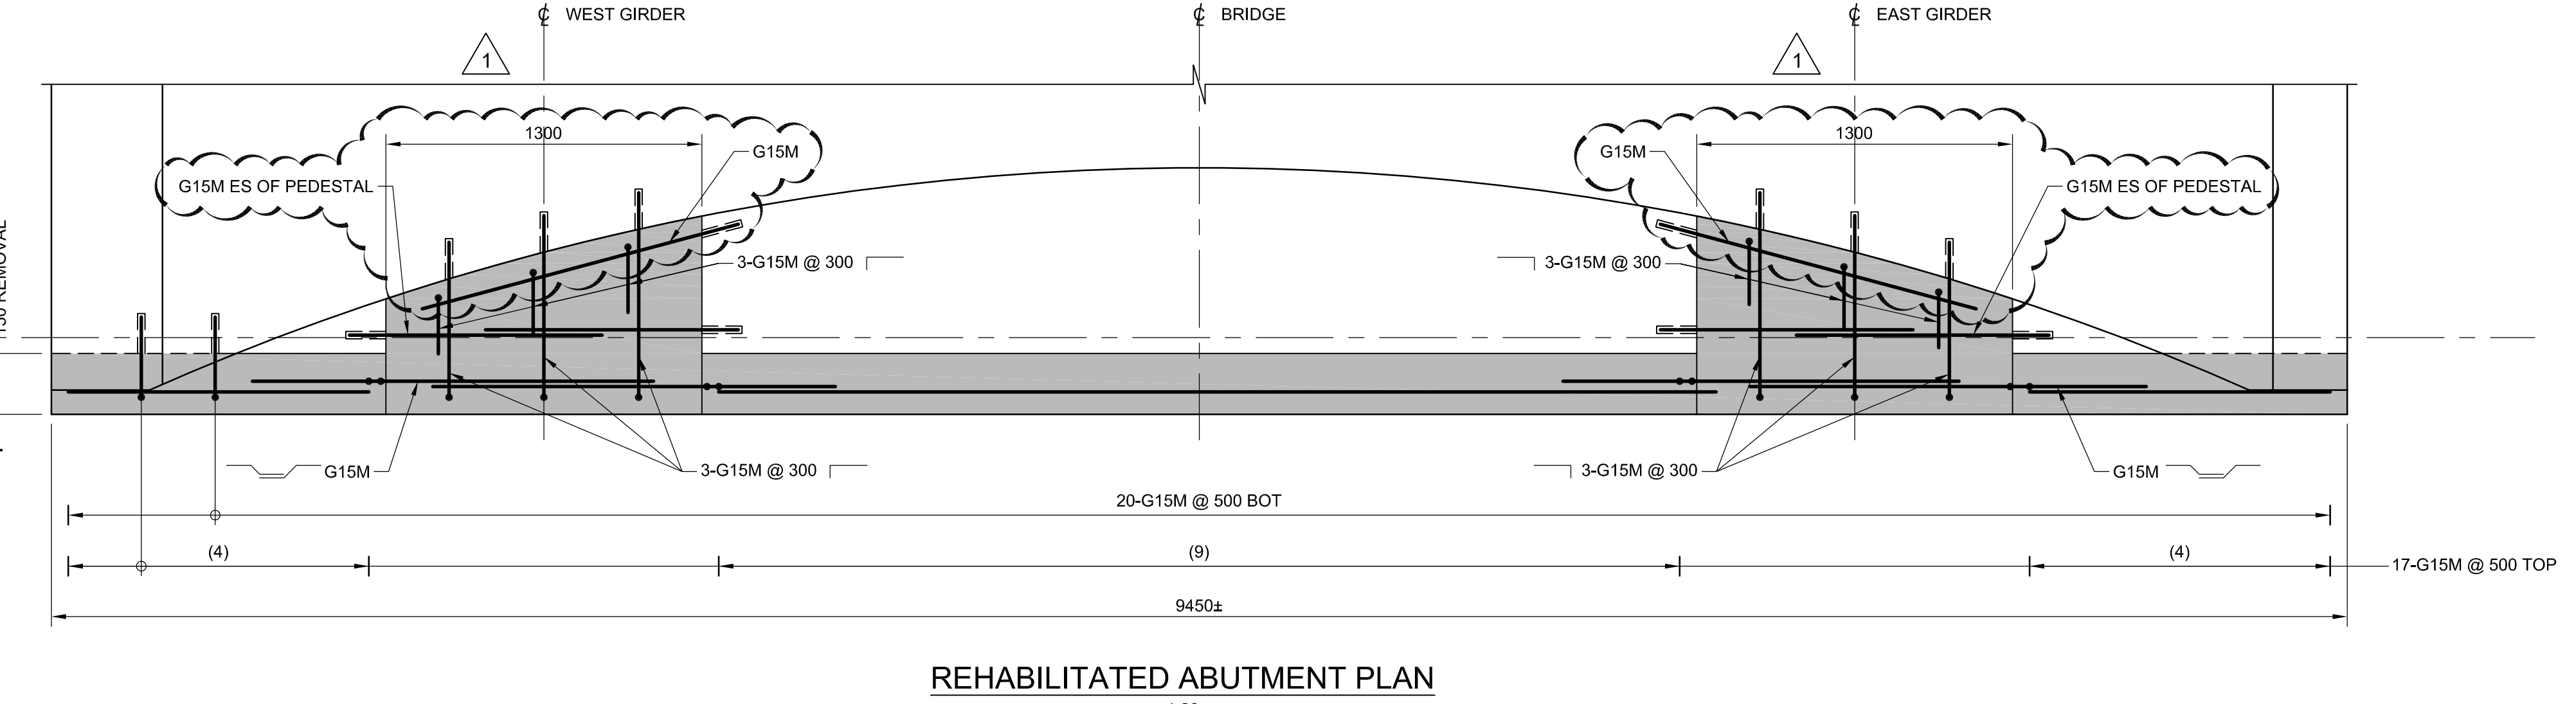 ℄ WEST GIRDER
℄ BRIDGE
℄ EAST GIRDER
1
1
1300
1300
G15M
G15M
G15M ES OF PEDESTAL
G15M ES OF PEDESTAL
150 REMOVAL
3-G15M @ 300
3-G15M @ 300
G15M
3-G15M @ 300
3-G15M @ 300
G15M
20-G15M @ 500 BOT
(4)
(9)
(4)
17-G15M @ 500 TOP
9450±
REHABILITATED ABUTMENT PLAN